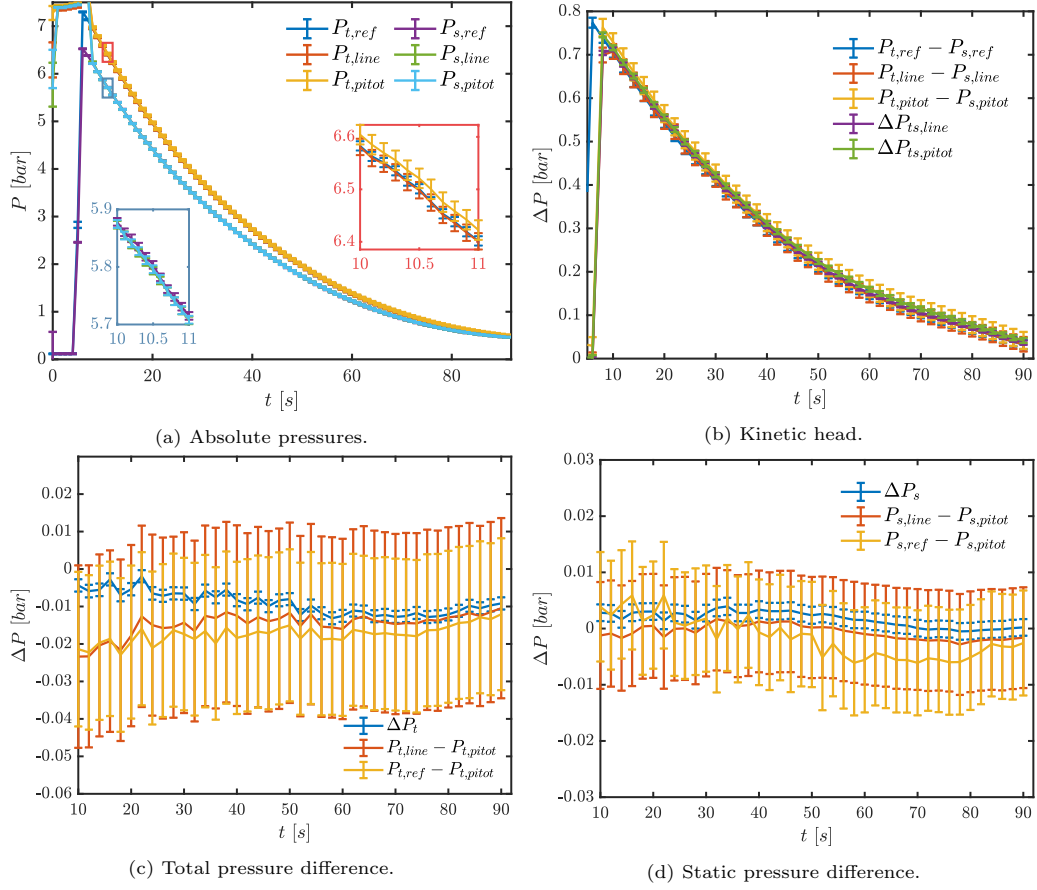 7
6
5
4
3
2
1
0
P [bar]
20
40
60
80
t [s]
P_{t,ref}
P_{t,line}
P_{t,pitot}
P_{s,ref}
P_{s,line}
P_{s,pitot}
6.6
6.5
6.4
10
10.5
11
5.9
5.8
5.7
10
10.5
11
(a) Absolute pressures.
0.8
0.7
0.6
0.5
0.4
0.3
0.2
0.1
0
ΔP [bar]
10 20 30 40 50 60 70 80 90
t [s]
P_{t,ref} − P_{s,ref}
P_{t,line} − P_{s,line}
P_{t,pitot} − P_{s,pitot}
ΔP_{ts,line}
ΔP_{ts,pitot}
(b) Kinetic head.
0.02
0.01
0
-0.01
-0.02
-0.03
-0.04
-0.05
-0.06
ΔP [bar]
10 20 30 40 50 60 70 80 90
t [s]
ΔP_t
P_{t,line} − P_{t,pitot}
P_{t,ref} − P_{t,pitot}
(c) Total pressure difference.
0.03
0.02
0.01
0
-0.01
-0.02
-0.03
ΔP [bar]
10 20 30 40 50 60 70 80 90
t [s]
ΔP_s
P_{s,line} − P_{s,pitot}
P_{s,ref} − P_{s,pitot}
(d) Static pressure difference.